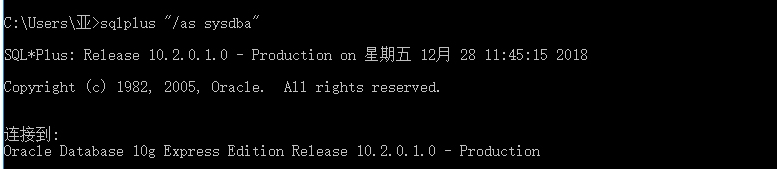 C:\Users\亚>sqlplus "/as sysdba"
SQL*Plus: Release 10.2.0.1.0 - Production on 星期五 12月 28 11:45:15 2018
Copyright (c) 1982, 2005, Oracle.  All rights reserved.
连接到:
Oracle Database 10g Express Edition Release 10.2.0.1.0 - Production